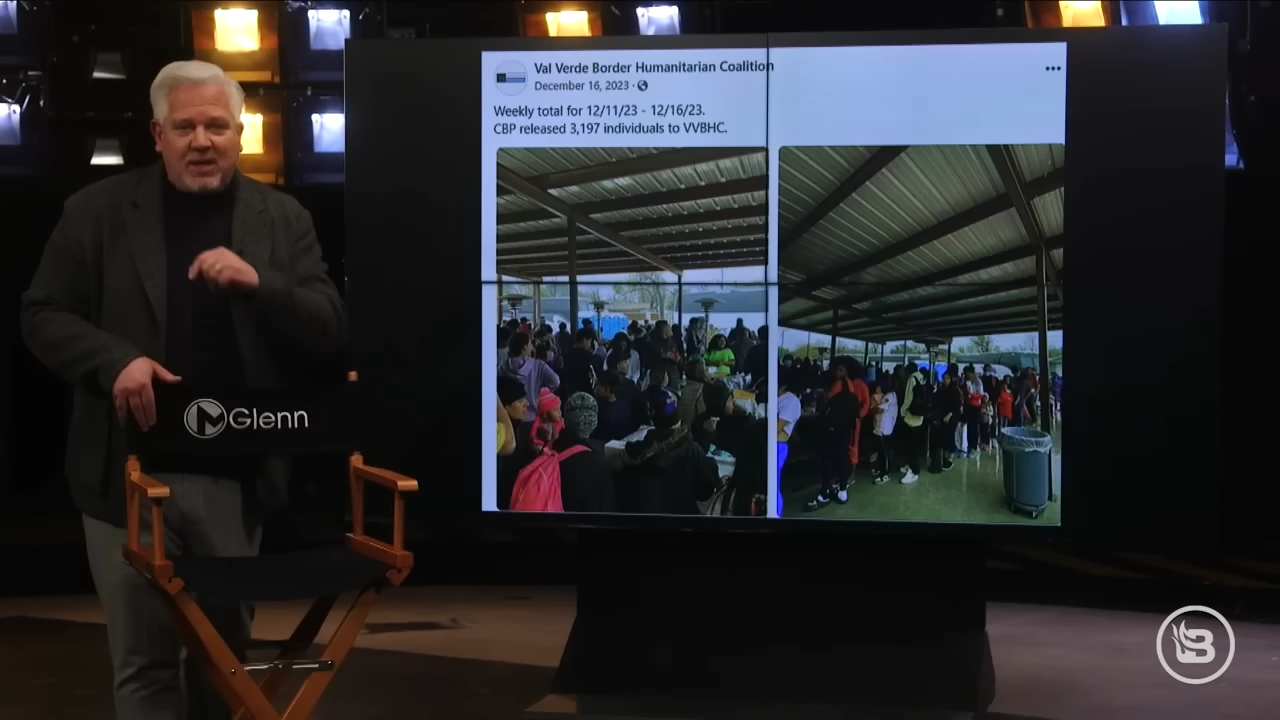 Val Verde Border Humanitarian Coalition
December 16, 2023 ·
Weekly total for 12/11/23 - 12/16/23.
CBP released 3,197 individuals to VVBHC.
Glenn
B